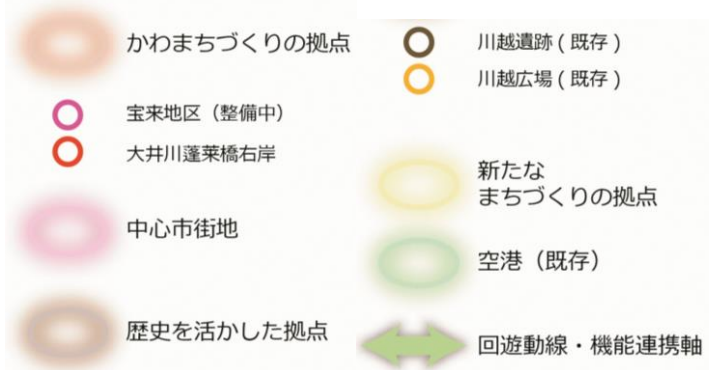 かわまちづくりの拠点
宝来地区（整備中）
大井川蓬莱橋右岸
中心市街地
歴史を活かした拠点
川越遺跡 ( 既存 )
川越広場 ( 既存 )
新たな
まちづくりの拠点
空港（既存）
回遊動線・機能連携軸